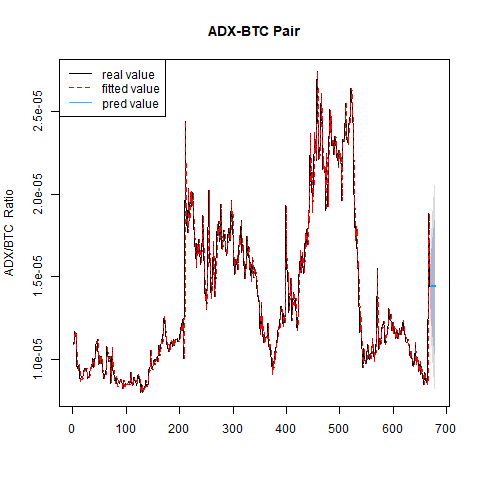 ADX-BTC Pair
real value
fitted value
pred value
ADX/BTC Ratio
1.0e-05
1.5e-05
2.0e-05
2.5e-05
0 100 200 300 400 500 600 700